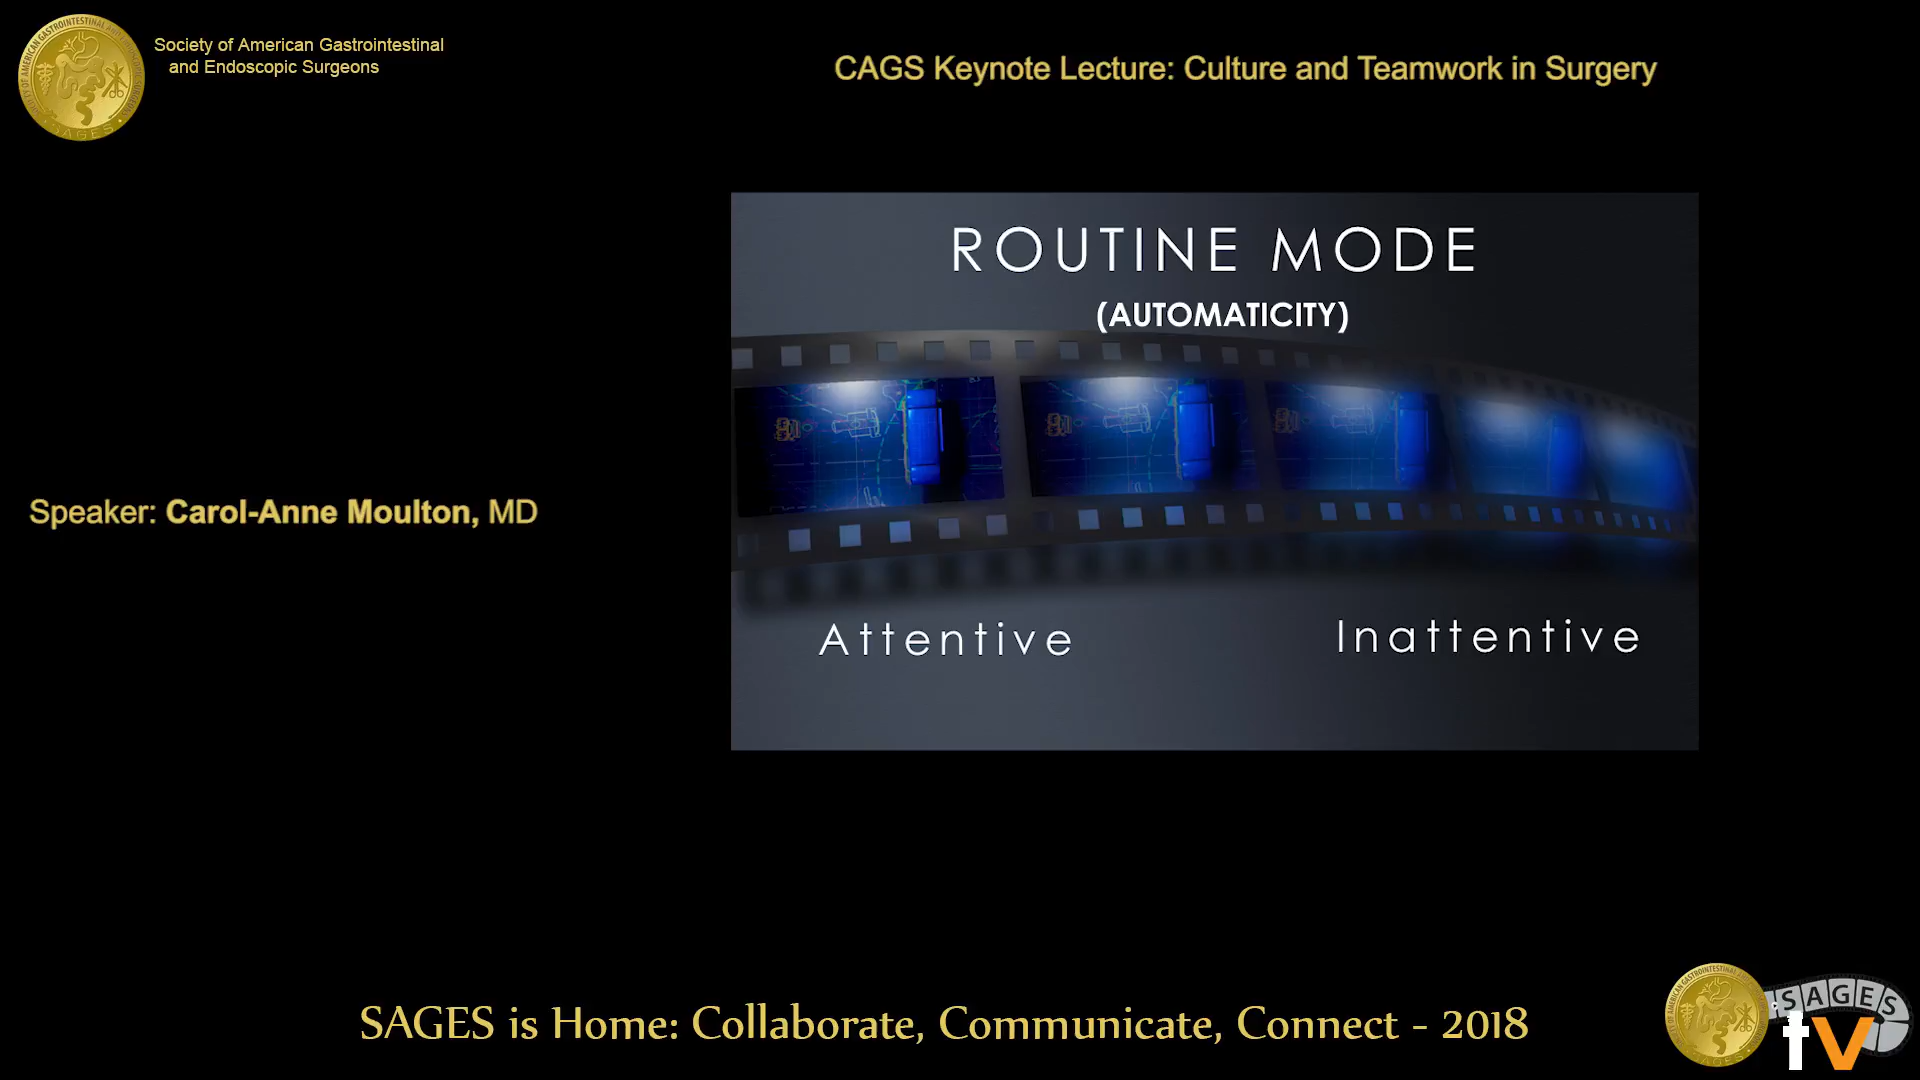 Society of American Gastrointestinal
and Endoscopic Surgeons
CAGS Keynote Lecture: Culture and Teamwork in Surgery
ROUTINE MODE
(AUTOMATICITY)
Attentive
Inattentive
Speaker: Carol-Anne Moulton, MD
SAGES is Home: Collaborate, Communicate, Connect - 2018
SAGES
tv